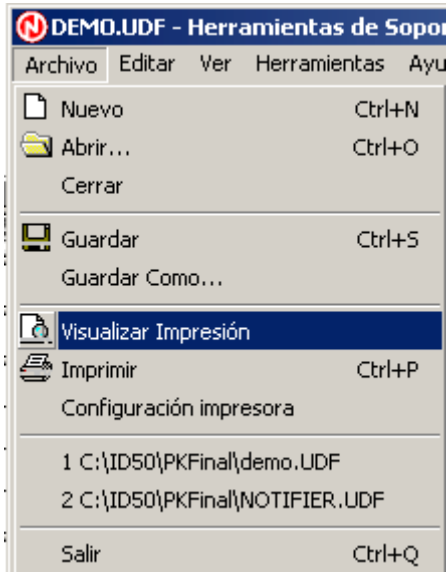 DEMO.UDF - Herramientas de Sopor
Archivo Editar Ver Herramientas Ayu
Nuevo Ctrl+N
Abrir... Ctrl+O
Cerrar
Guardar Ctrl+S
Guardar Como...
Visualizar Impresión
Imprimir Ctrl+P
Configuración impresora
1 C:\ID50\PKFinal\demo.UDF
2 C:\ID50\PKFinal\NOTIFIER.UDF
Salir Ctrl+Q